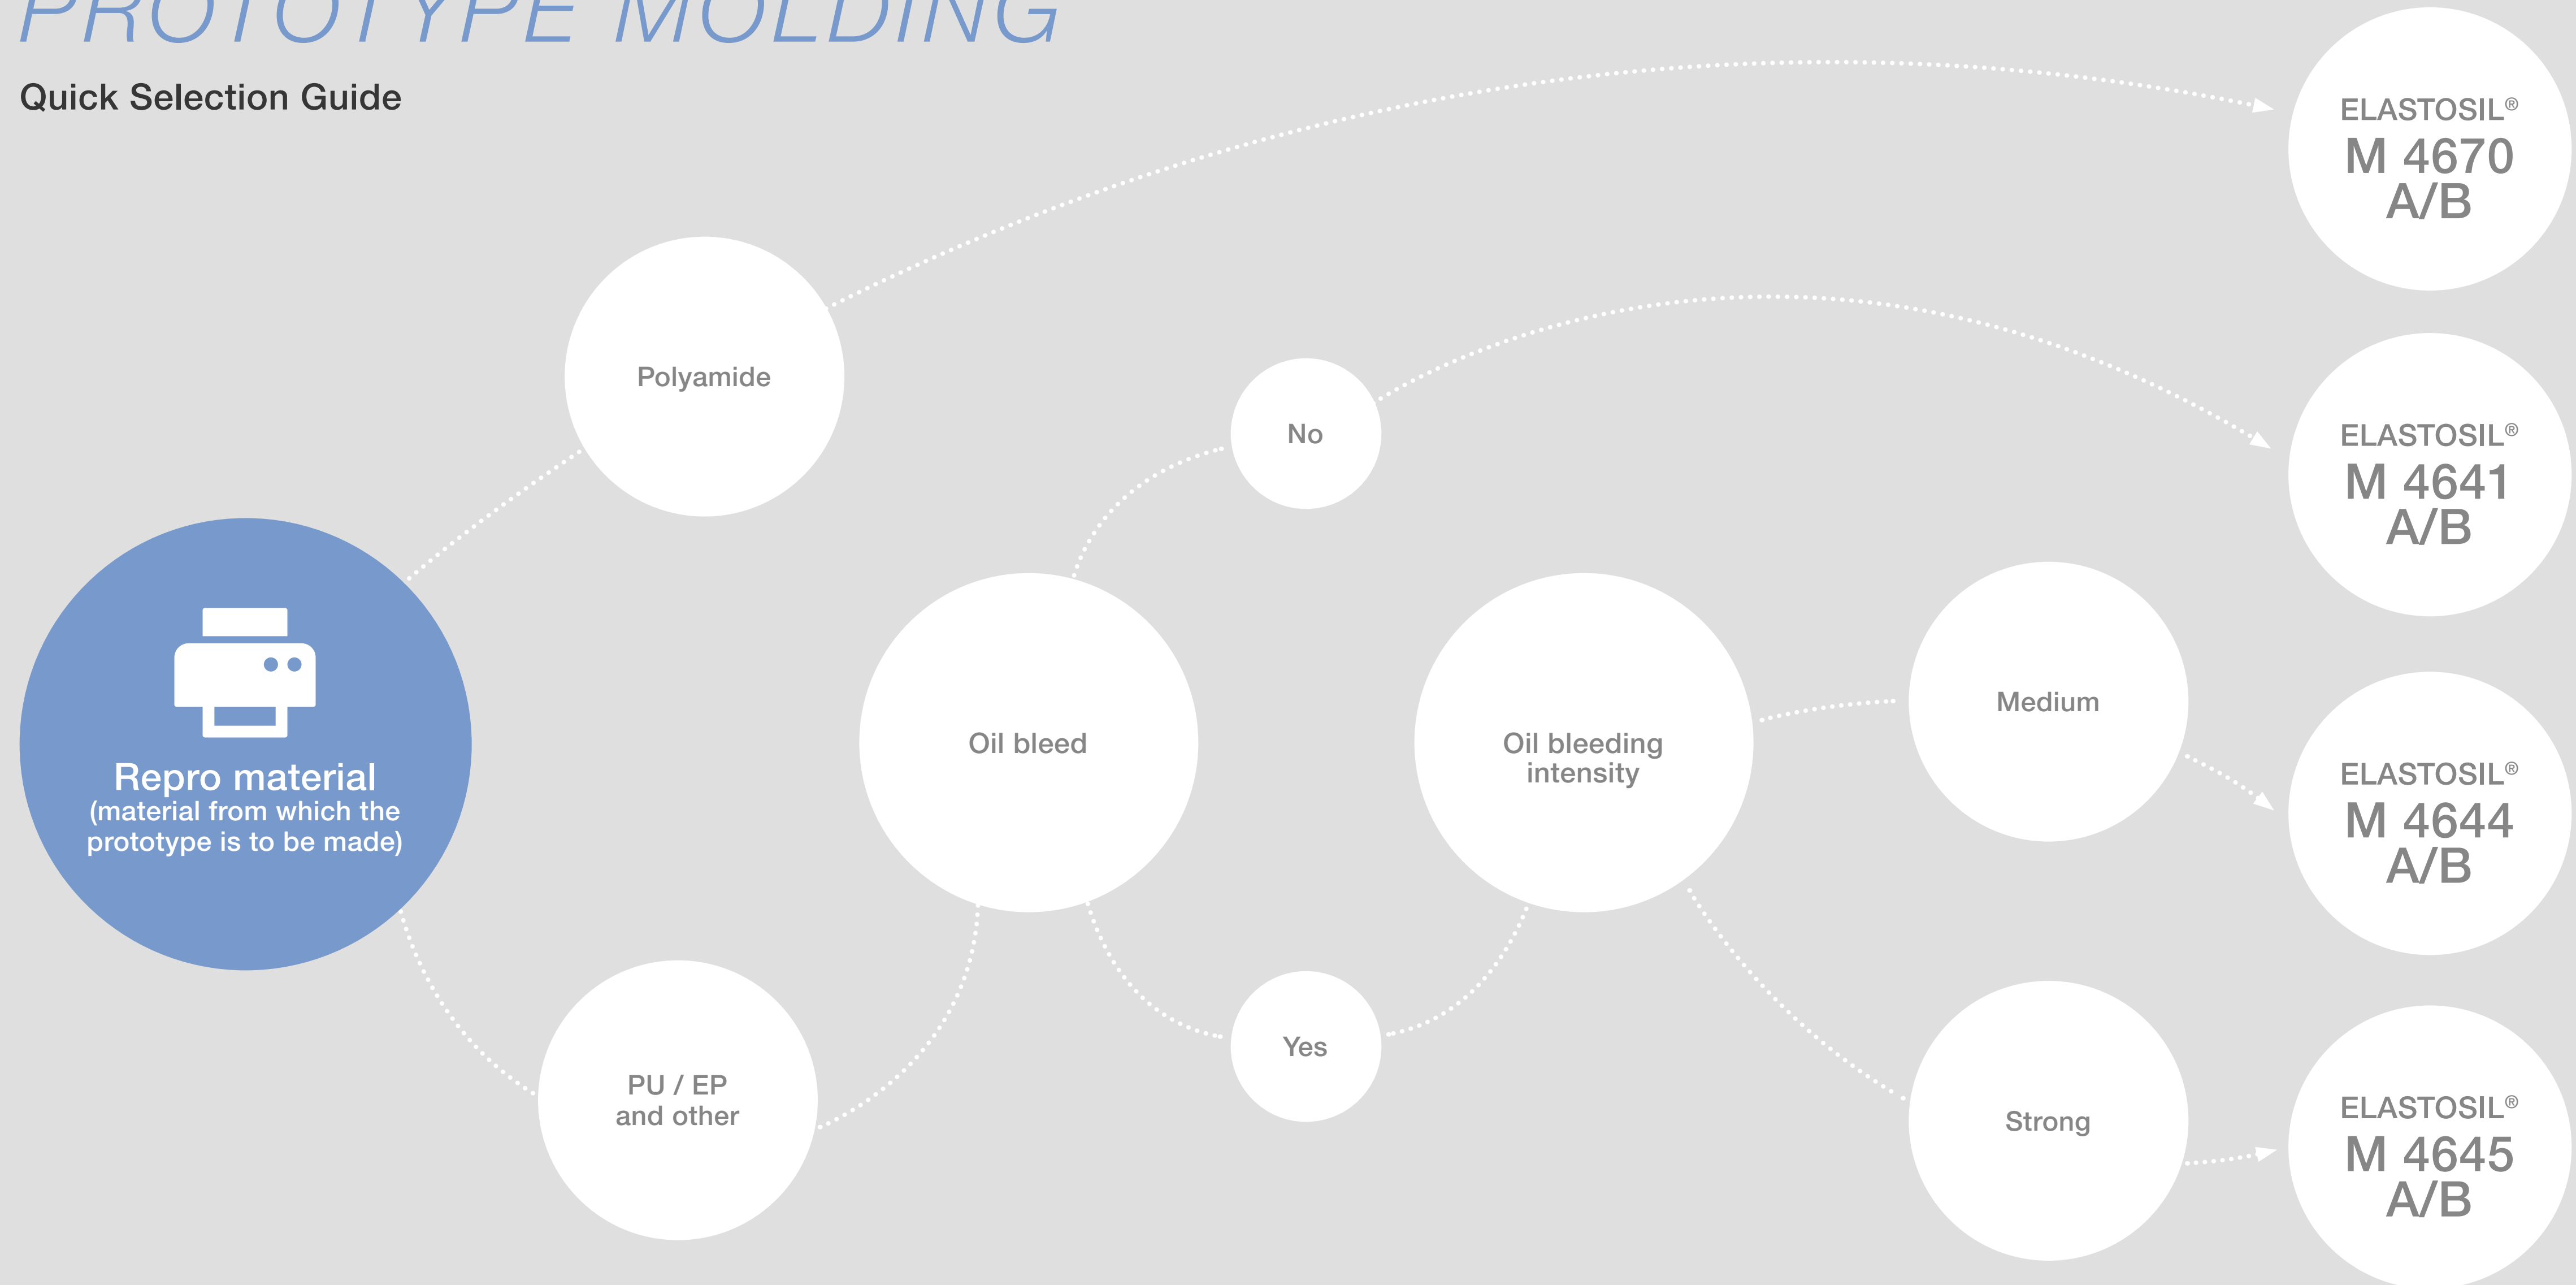 PROTOTYPE MOLDING
Quick Selection Guide
ELASTOSIL®
M 4670
A/B
Polyamide
No
ELASTOSIL®
M 4641
A/B
Repro material
(material from which the
prototype is to be made)
Oil bleed
Oil bleeding
intensity
Medium
ELASTOSIL®
M 4644
A/B
PU / EP
and other
Yes
Strong
ELASTOSIL®
M 4645
A/B